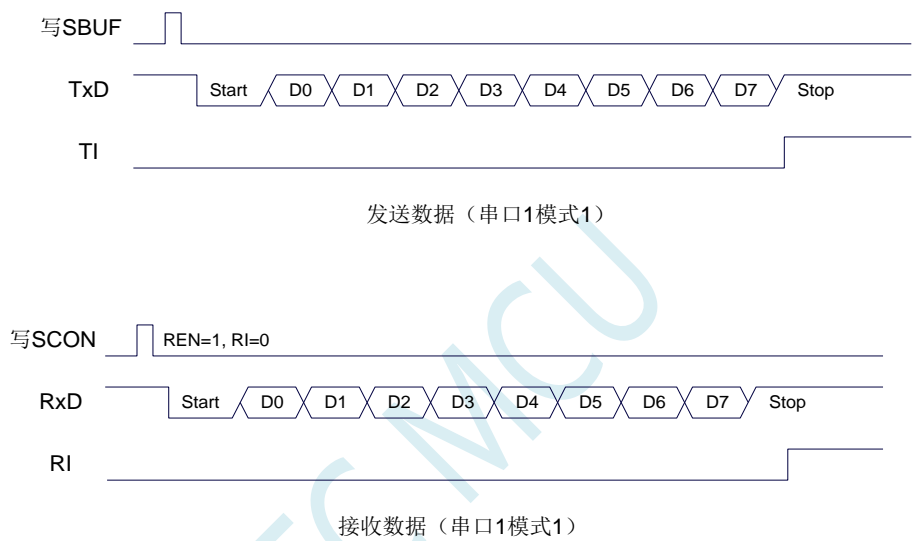 写SBUF
TxD Start D0 D1 D2 D3 D4 D5 D6 D7 Stop
TI
发送数据（串口1模式1）
写SCON REN=1, RI=0
RxD Start D0 D1 D2 D3 D4 D5 D6 D7 Stop
RI
接收数据（串口1模式1）
MCU